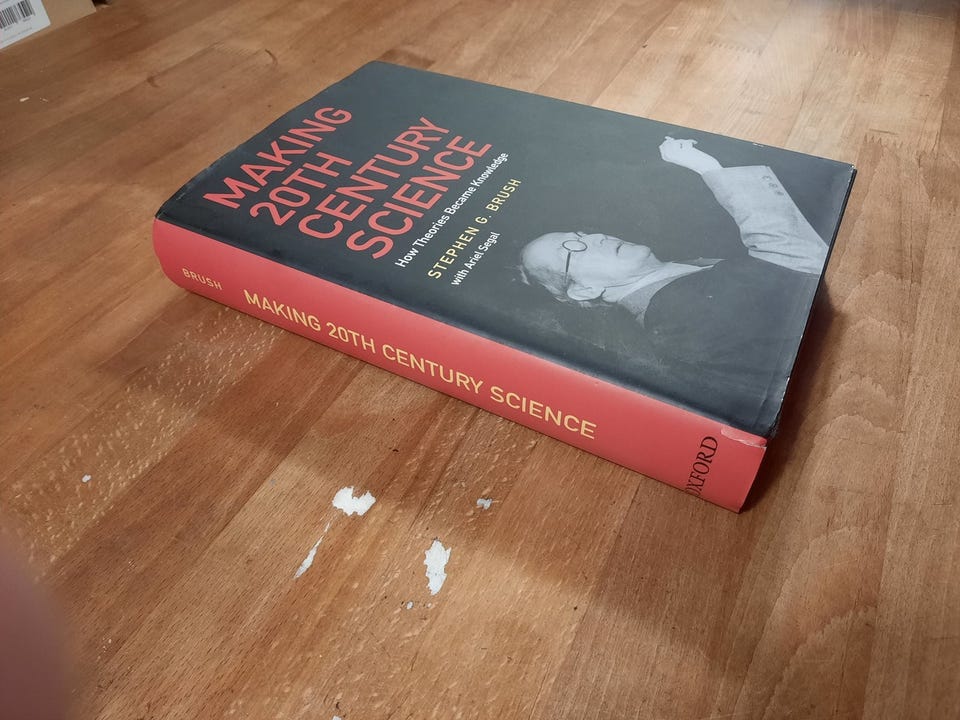 MAKING
20TH
CENTURY
SCIENCE
How Theories Became Knowledge
STEPHEN G. BRUSH
with Ariel Segal
BRUSH
MAKING 20TH CENTURY SCIENCE
OXFORD